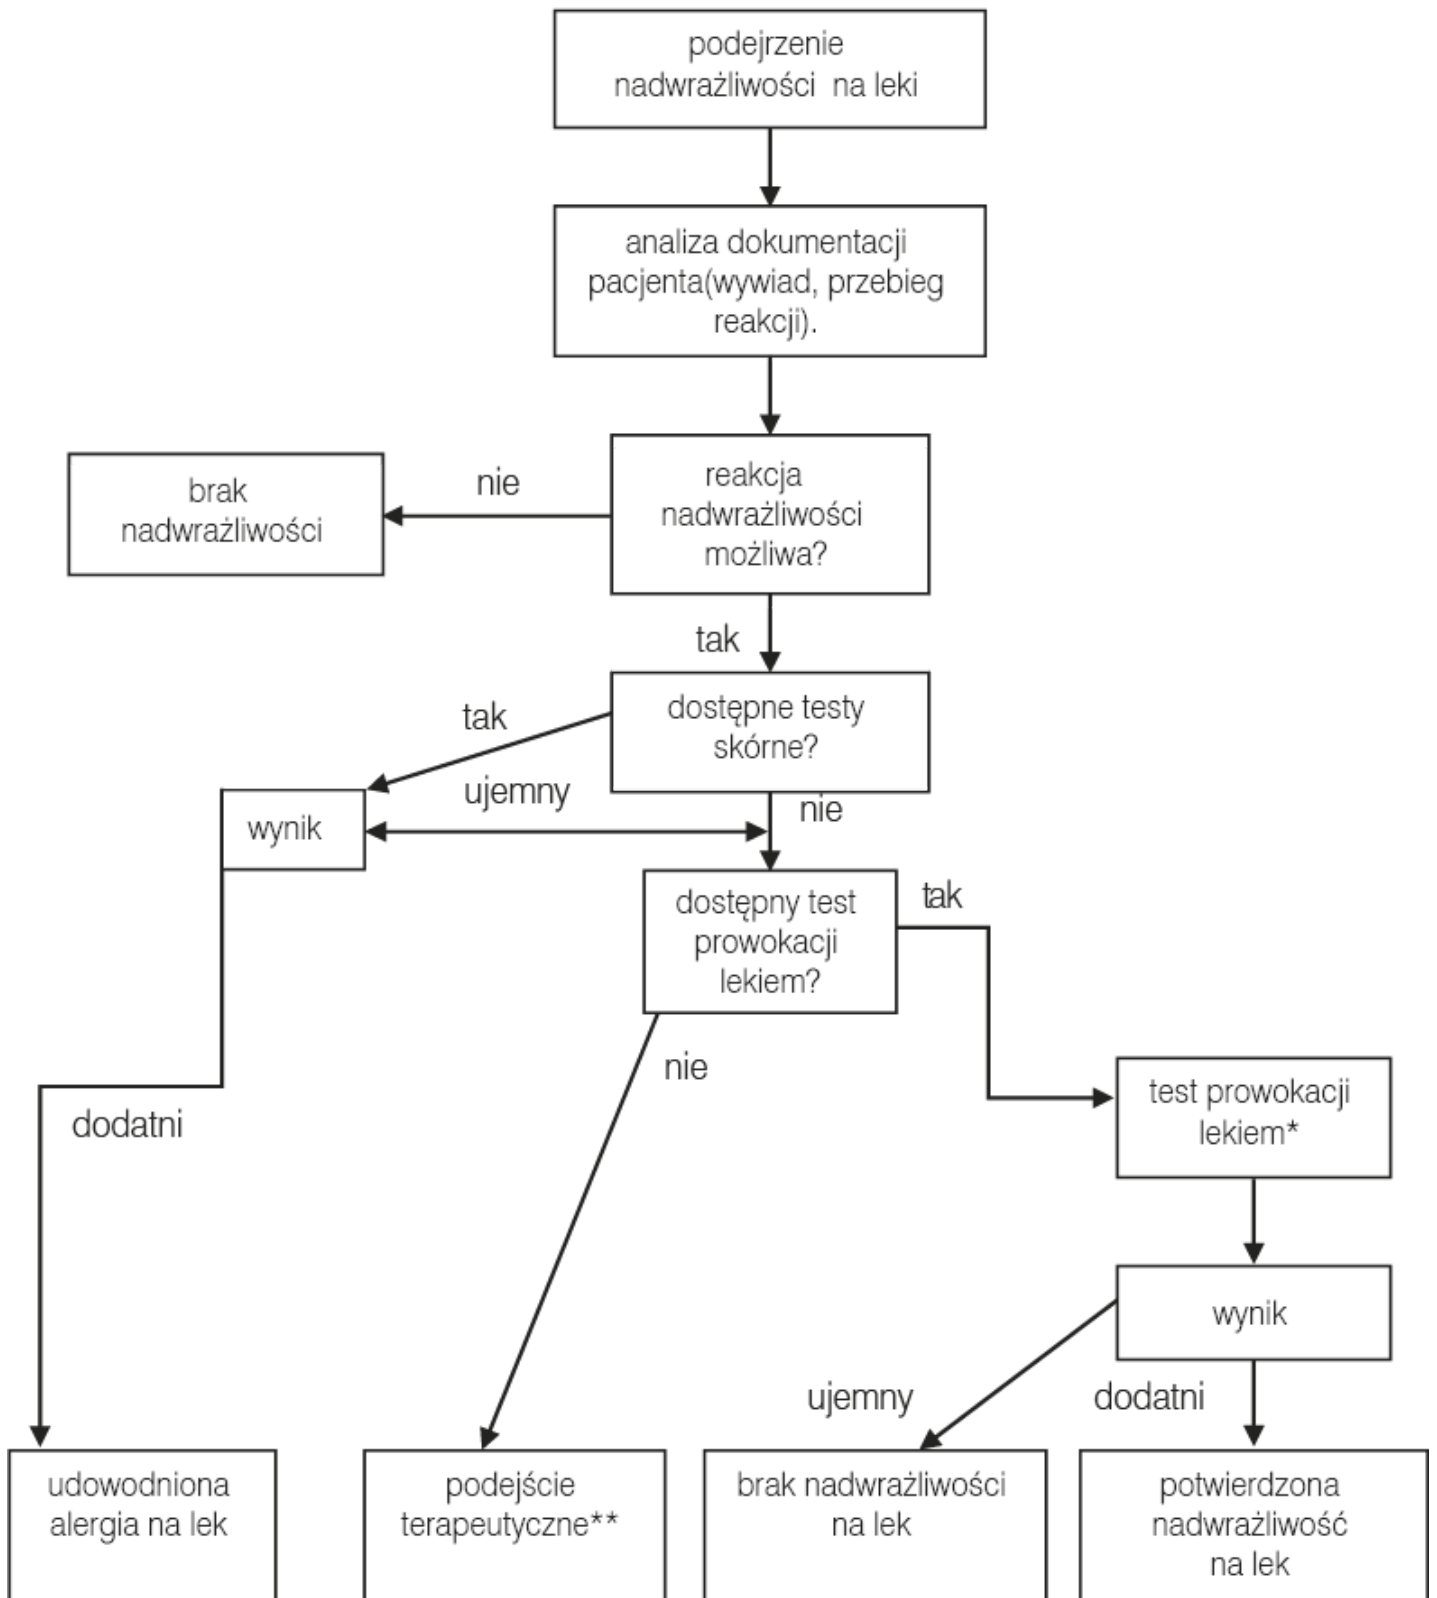 podejrzenie
nadwrażliwości na leki
analiza dokumentacji
pacjenta(wywiad, przebieg
reakcji).
brak
nadwrażliwości
nie
reakcja
nadwrażliwości
możliwa?
tak
dostępne testy
skórne?
tak
ujemny
nie
wynik
dostępny test
prowokacji
lekiem?
tak
nie
dodatni
test prowokacji
lekiem*
wynik
ujemny
dodatni
udowodniona
alergia na lek
podejście
terapeutyczne**
brak nadwrażliwości
na lek
potwierdzona
nadwrażliwość
na lek